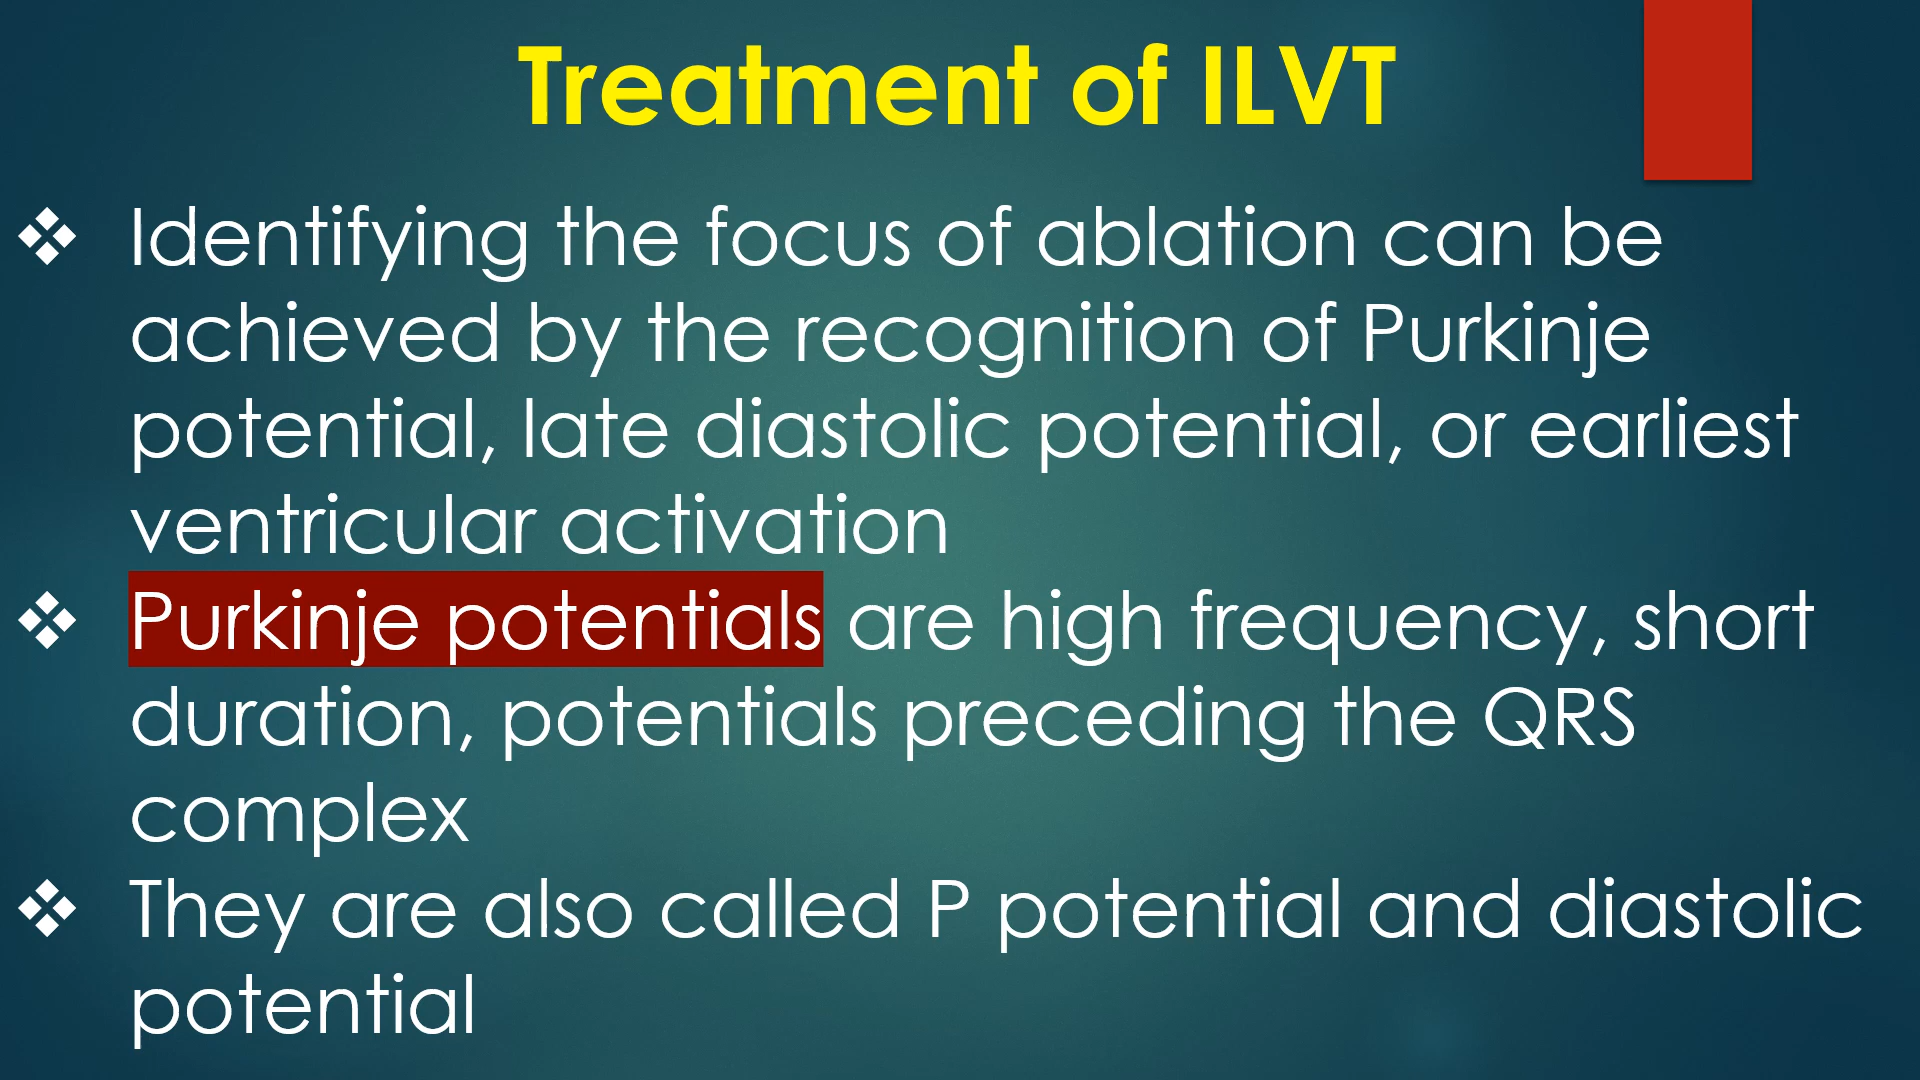 Treatment of ILVT
❖ Identifying the focus of ablation can be
achieved by the recognition of Purkinje
potential, late diastolic potential, or earliest
ventricular activation
❖ Purkinje potentials are high frequency, short
duration, potentials preceding the QRS
complex
❖ They are also called P potential and diastolic
potential